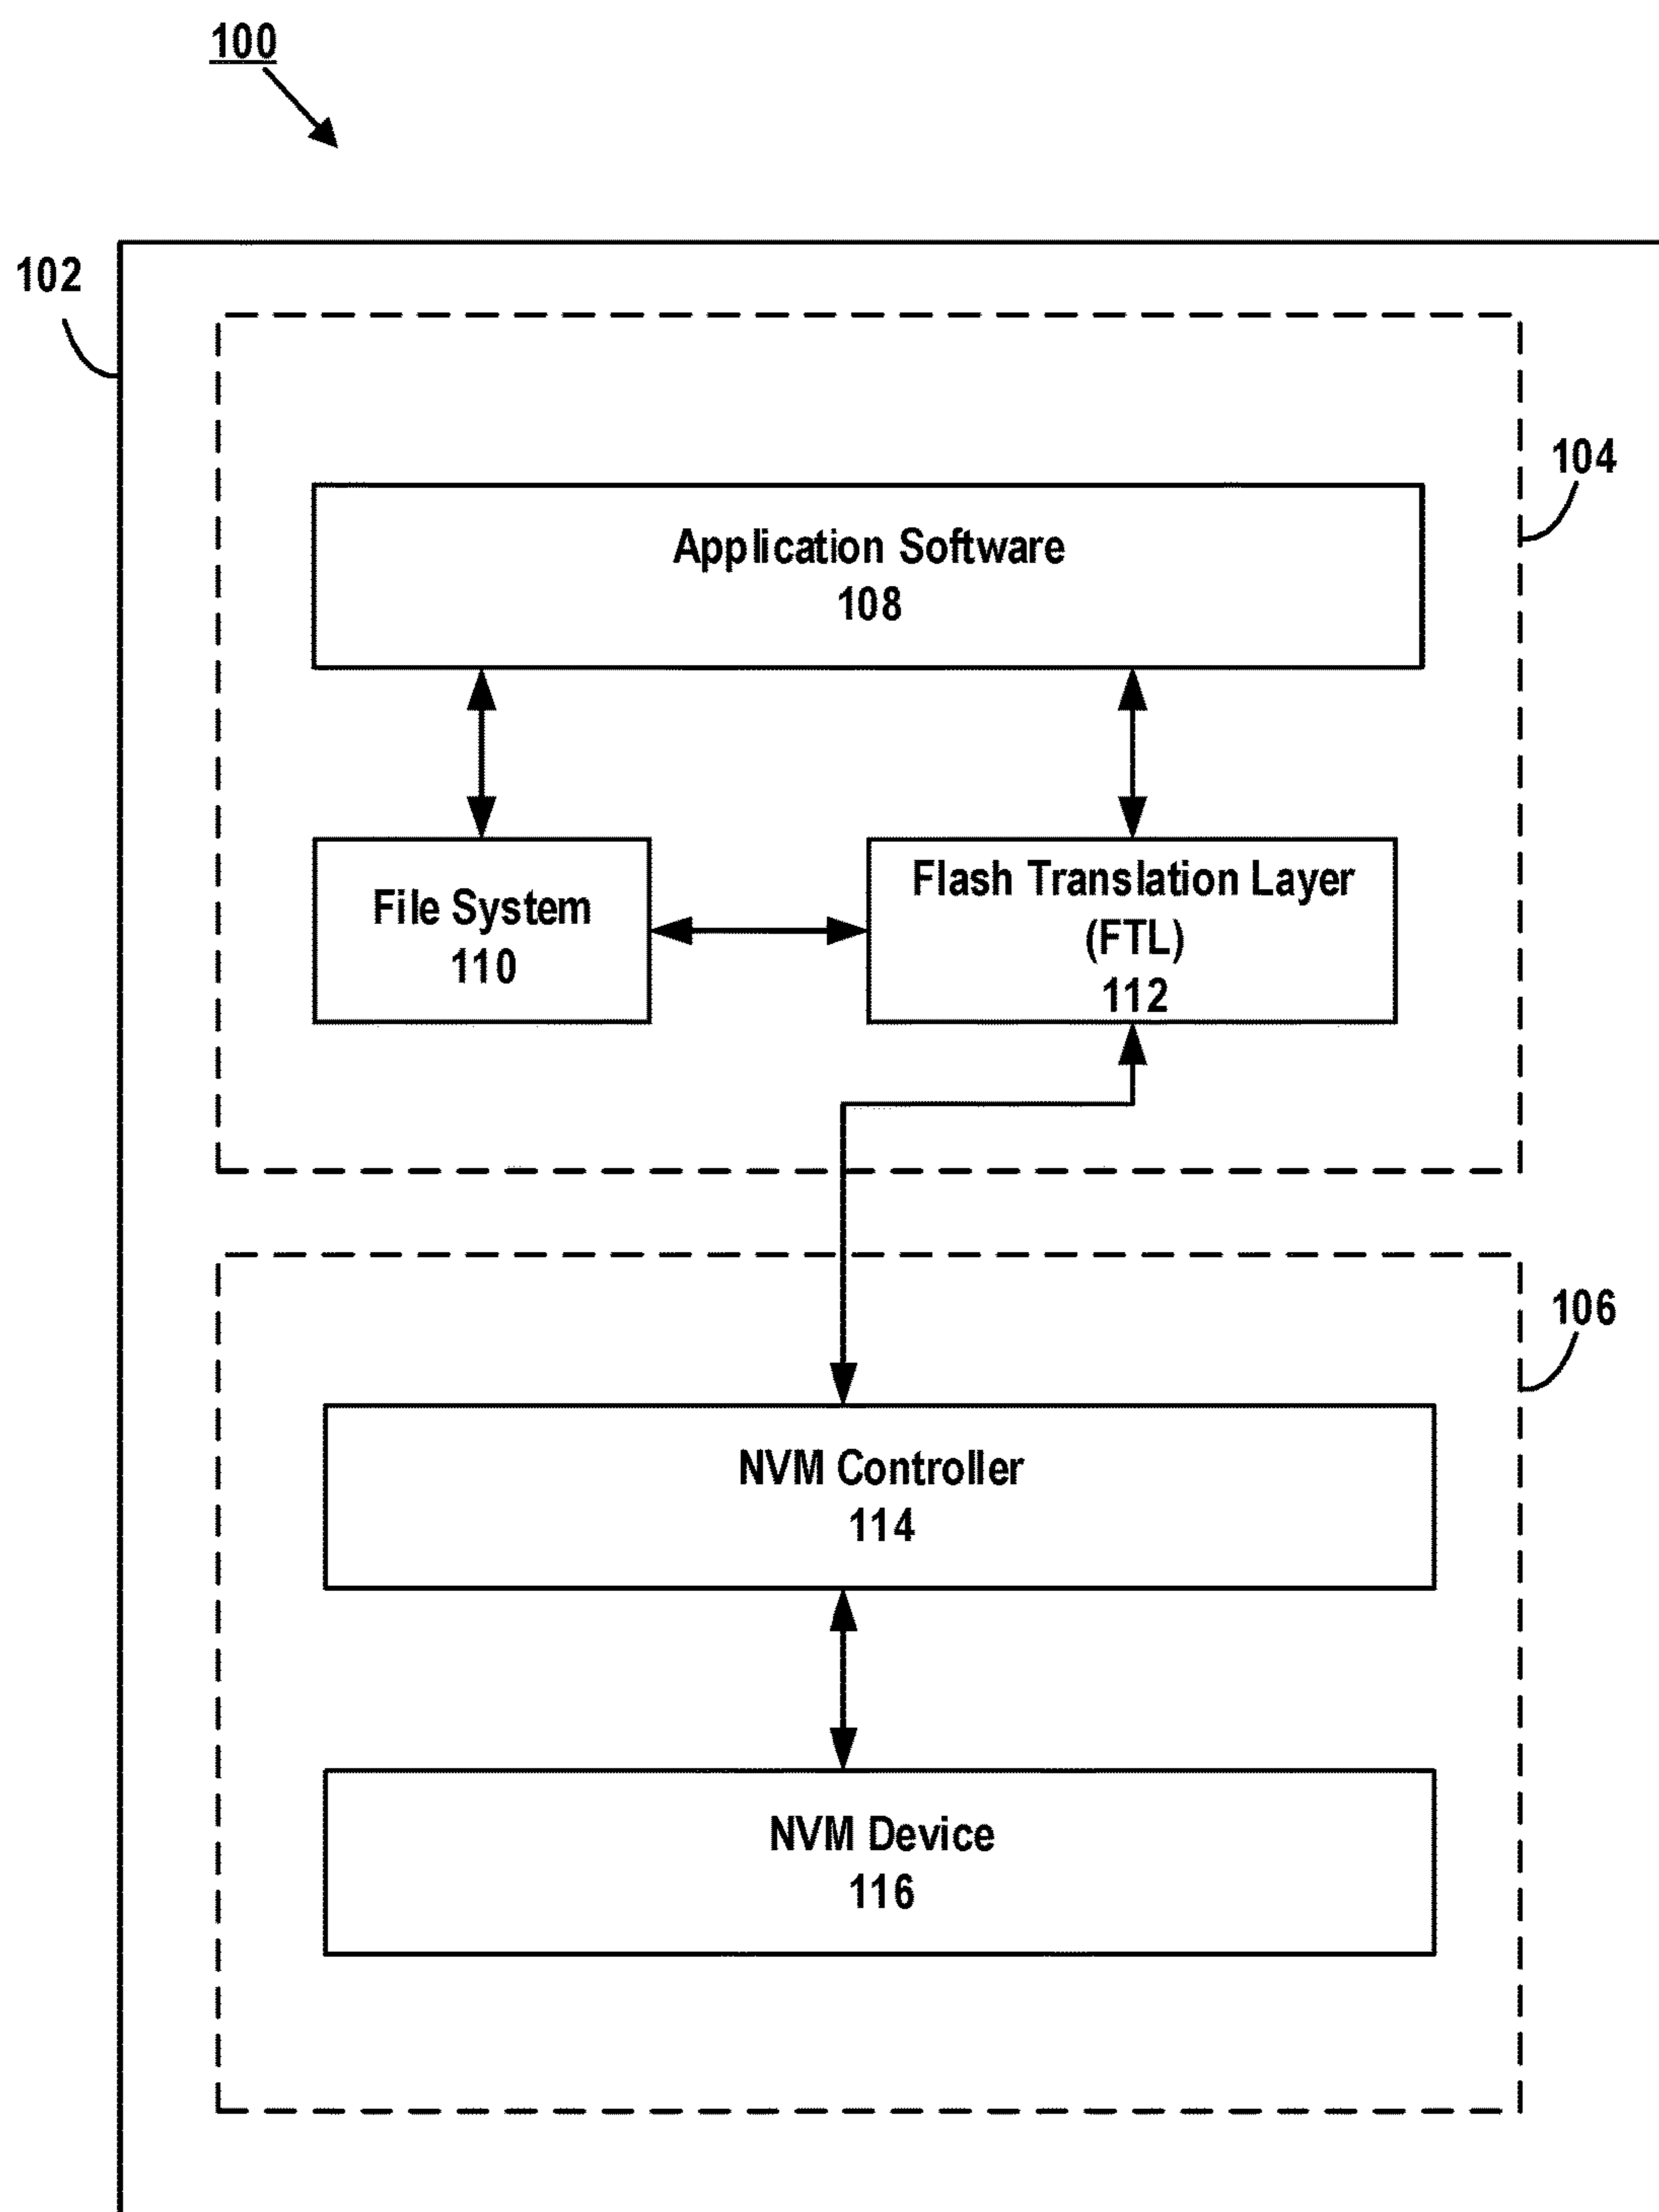 100
102
104
Application Software
108
File System
110
Flash Translation Layer
(FTL)
112
106
NVM Controller
114
NVM Device
116